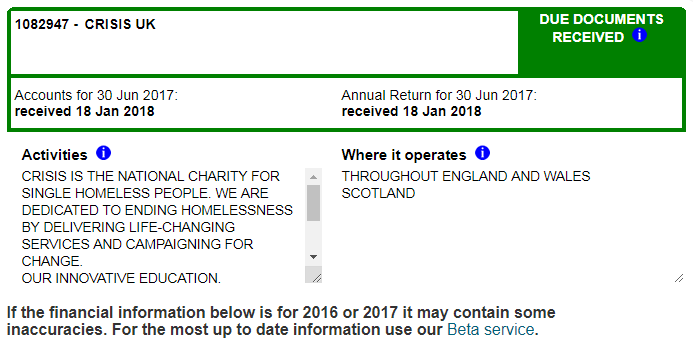 1082947 - CRISIS UK
DUE DOCUMENTS
RECEIVED
Accounts for 30 Jun 2017:
received 18 Jan 2018
Annual Return for 30 Jun 2017:
received 18 Jan 2018
Activities
CRISIS IS THE NATIONAL CHARITY FOR
SINGLE HOMELESS PEOPLE. WE ARE
DEDICATED TO ENDING HOMELESSNESS
BY DELIVERING LIFE-CHANGING
SERVICES AND CAMPAIGNING FOR
CHANGE.
OUR INNOVATIVE EDUCATION.
Where it operates
THROUGHOUT ENGLAND AND WALES
SCOTLAND
If the financial information below is for 2016 or 2017 it may contain some
inaccuracies. For the most up to date information use our Beta service.